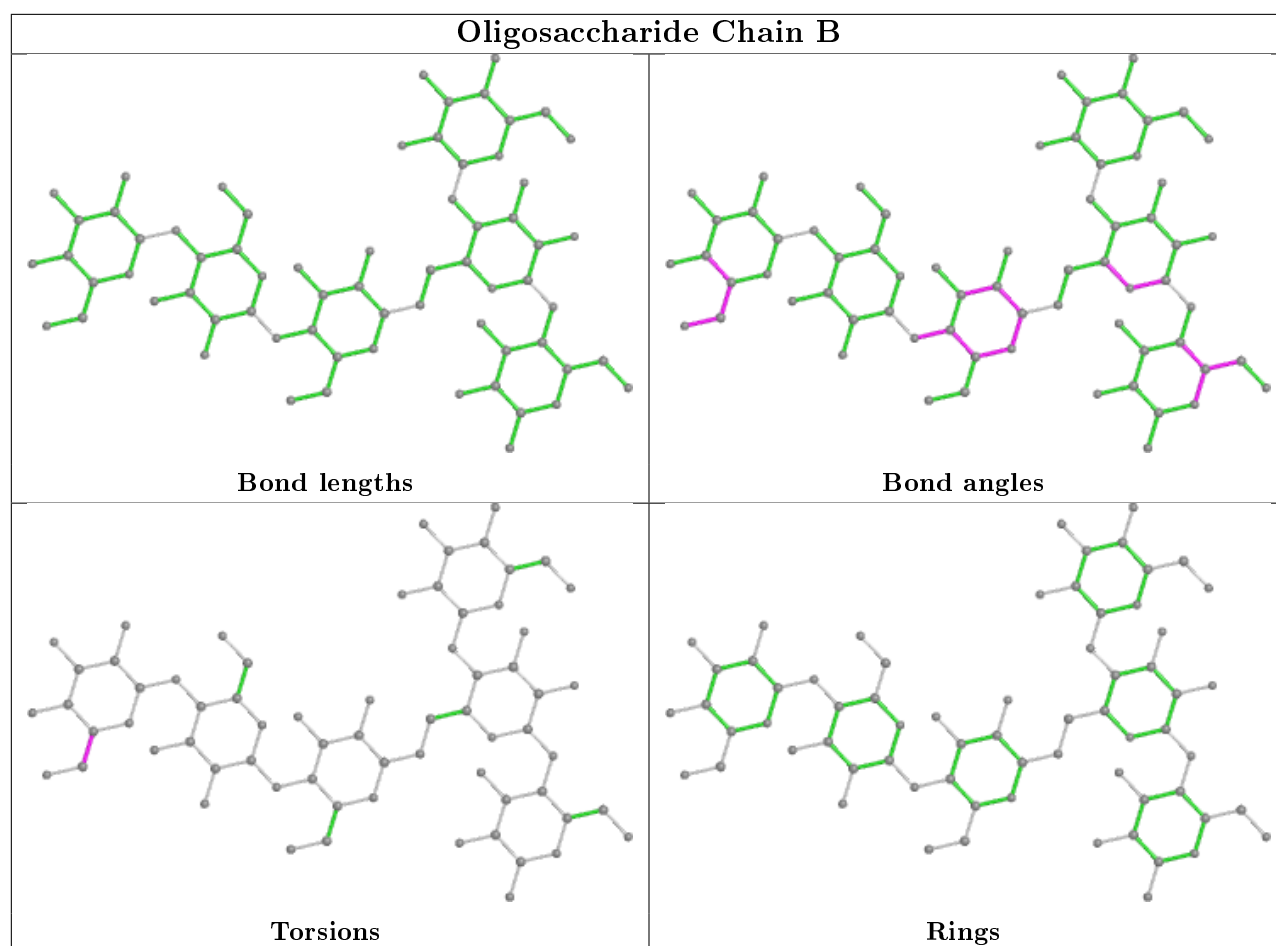 Oligosaccharide Chain B
Bond lengths
Bond angles
Torsions
Rings